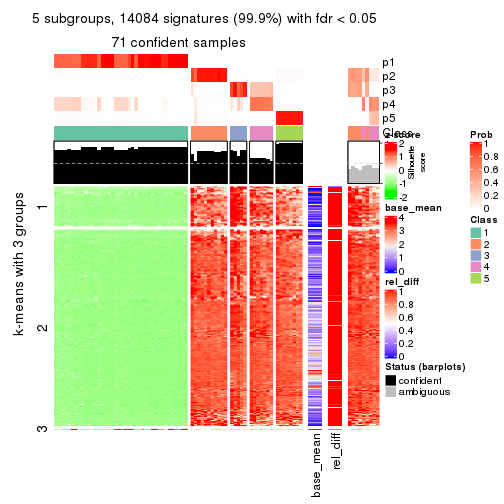 5 subgroups, 14084 signatures (99.9%) with fdr < 0.05
71 confident samples
p1
p2
p3
p4
p5
Class
k-means with 3 groups
1
2
3
Silhouette
score
base_mean
rel_diff
z-score
2
1
0
-1
-2
base_mean
4
3
2
1
0
rel_diff
1
0.8
0.6
0.4
0.2
0
Status (barplots)
confident
ambiguous
Prob
1
0.8
0.6
0.4
0.2
0
Class
1
2
3
4
5